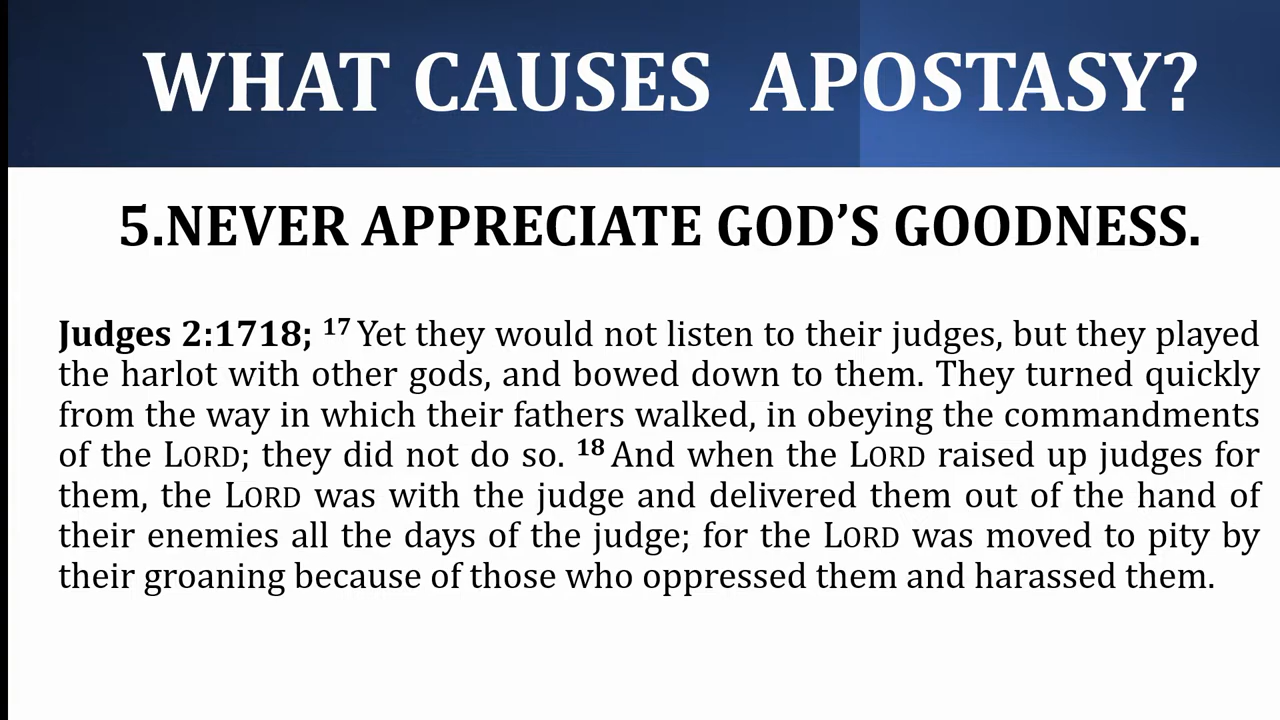 WHAT CAUSES APOSTASY?
5.NEVER APPRECIATE GOD’S GOODNESS.
Judges 2:1718; 17 Yet they would not listen to their judges, but they played
the harlot with other gods, and bowed down to them. They turned quickly
from the way in which their fathers walked, in obeying the commandments
of the LORD; they did not do so. 18 And when the LORD raised up judges for
them, the LORD was with the judge and delivered them out of the hand of
their enemies all the days of the judge; for the LORD was moved to pity by
their groaning because of those who oppressed them and harassed them.